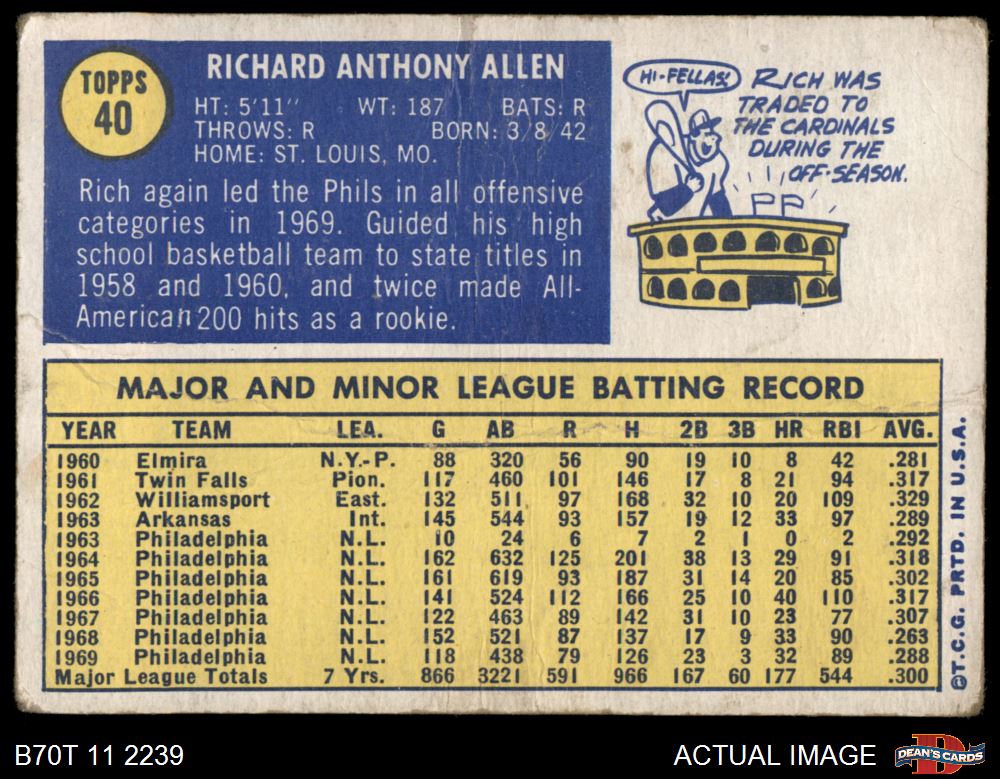 TOPPS
40
RICHARD ANTHONY ALLEN
HT: 5'11" WT: 187 BATS: R
THROWS: R BORN: 3/8/42
HOME: ST. LOUIS, MO.
Rich again led the Phils in all offensive
categories in 1969. Guided his high
school basketball team to state titles in
1958 and 1960, and twice made All-
American 200 hits as a rookie.
HI-FELLAS!
RICH WAS
TRADED TO
THE CARDINALS
DURING THE
OFF-SEASON.
MAJOR AND MINOR LEAGUE BATTING RECORD
YEAR TEAM LEA. G AB R H 2B 3B HR RBI AVG.
1960 Elmira N.Y.-P. 88 320 56 90 19 10 8 42 .281
1961 Twin Falls Pion. 117 460 101 146 17 8 21 94 .317
1962 Williamsport East. 132 511 97 168 32 10 20 109 .329
1963 Arkansas Int. 145 544 93 157 19 12 33 97 .289
1963 Philadelphia N.L. 10 24 6 7 2 1 0 2 .292
1964 Philadelphia N.L. 162 632 125 201 38 13 29 91 .318
1965 Philadelphia N.L. 161 619 93 187 31 14 20 85 .302
1966 Philadelphia N.L. 141 524 112 166 25 10 40 110 .317
1967 Philadelphia N.L. 122 463 89 142 31 10 23 77 .307
1968 Philadelphia N.L. 152 521 87 137 17 9 33 90 .263
1969 Philadelphia N.L. 118 438 79 126 23 3 32 89 .288
Major League Totals 7 Yrs. 866 3221 591 966 167 60 177 544 .300
©T.C.G. PRTD. IN U.S.A.
B70T 11 2239
ACTUAL IMAGE
DEAN'S CARDS